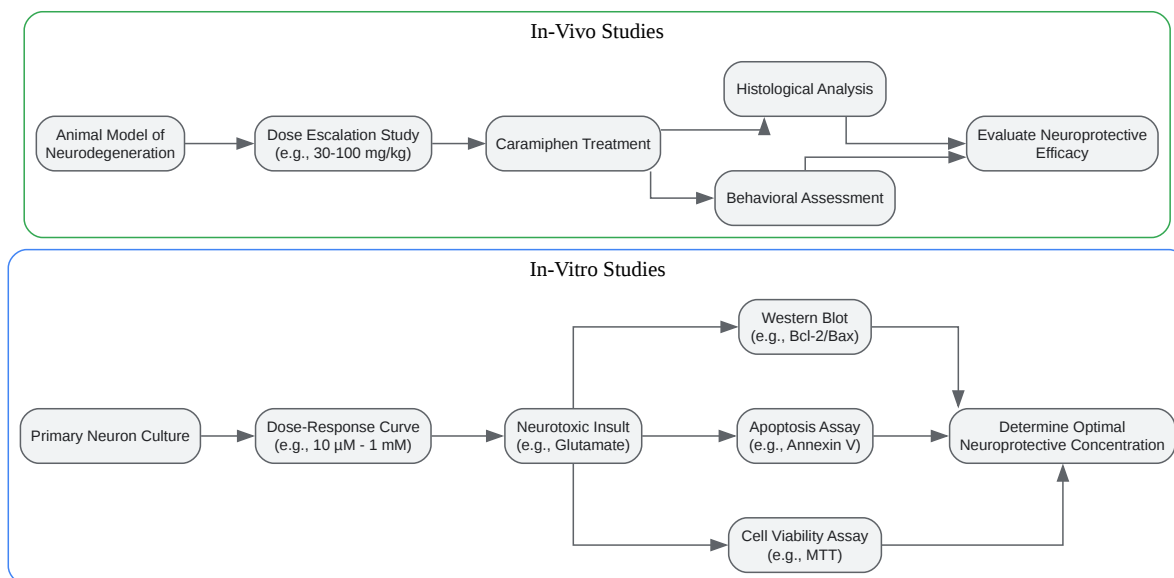 In-Vivo Studies
Histological Analysis
Animal Model of
Neurodegeneration
Dose Escalation Study
(e.g., 30-100 mg/kg)
Caramiphen Treatment
Evaluate Neuroprotective
Efficacy
Behavioral Assessment
In-Vitro Studies
Western Blot
(e.g., Bcl-2/Bax)
Primary Neuron Culture
Dose-Response Curve
(e.g., 10 µM - 1 mM)
Neurotoxic Insult
(e.g., Glutamate)
Apoptosis Assay
(e.g., Annexin V)
Determine Optimal
Neuroprotective Concentration
Cell Viability Assay
(e.g., MTT)